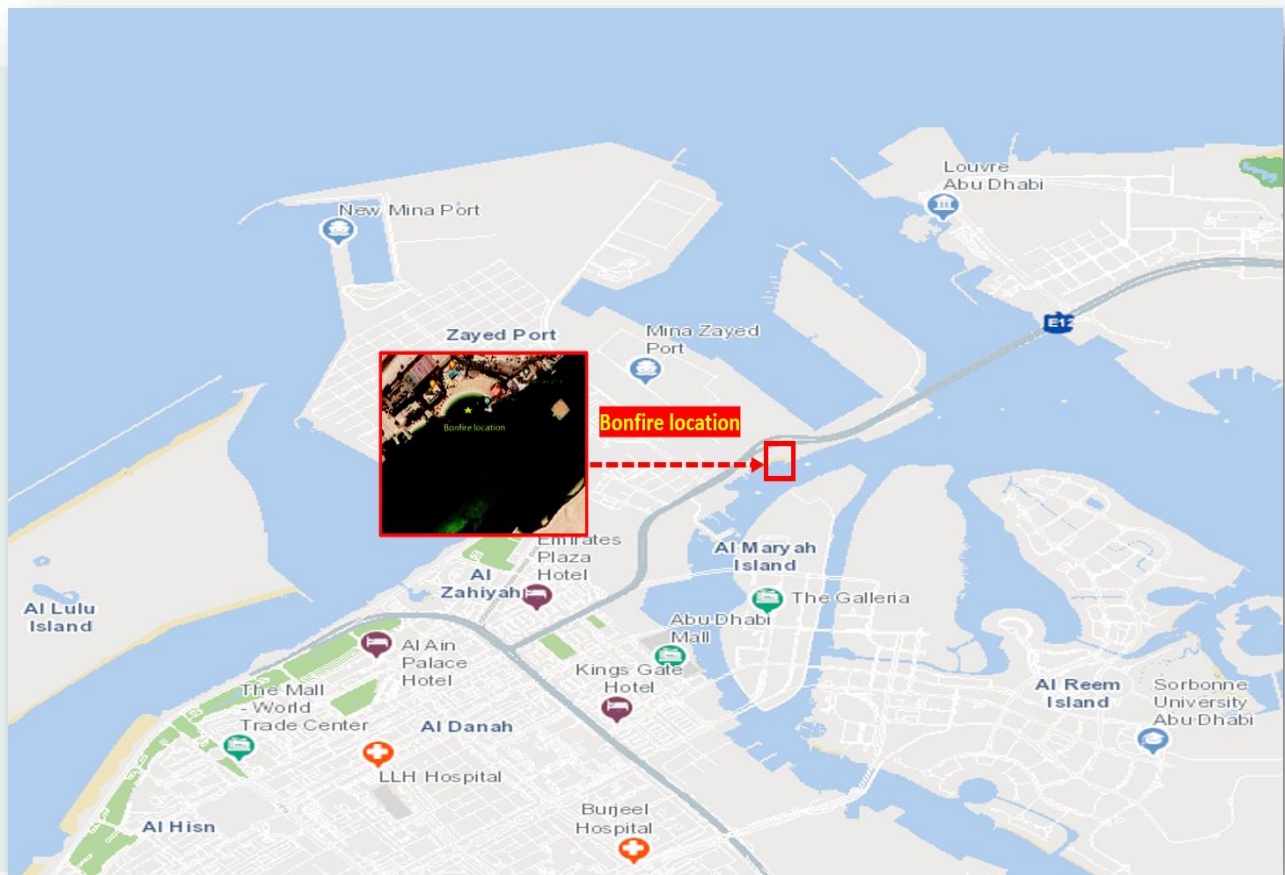 Louvre
Abu Dhabi
New Mina Port
E12
Zayed Port
Mina Zayed
Port
Bonfire location
Bonfire location
Emirates
Plaza
Hotel
Al Maryah
Island
Al
Zahiyah
The Galleria
Al Lulu
Island
Abu Dhabi
Mall
Al Ain
Palace
Hotel
Kings Gate
Hotel
The Mall
- World
Trade Center
Al Reem
Island
Sorbonne
University
Abu Dhabi
Al Danah
LLH Hospital
Burjeel
Hospital
Al Hisn